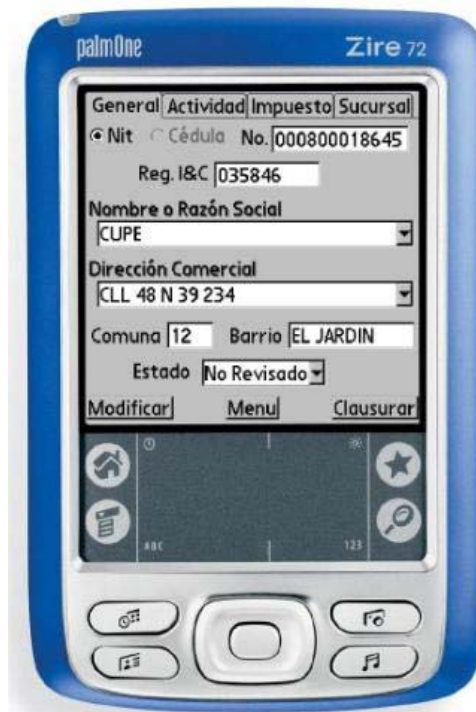 palmOne Zire 72
General Actividad Impuesto Sucursal
Nit Cédula No. 000800018645
Reg. I&C 035846
Nombre o Razón Social
CUPE
Dirección Comercial
CLL 48 N 39 234
Comuna 12 Barrio EL JARDIN
Estado No Revisado
Modificar Menu Clausurar
ABC 123